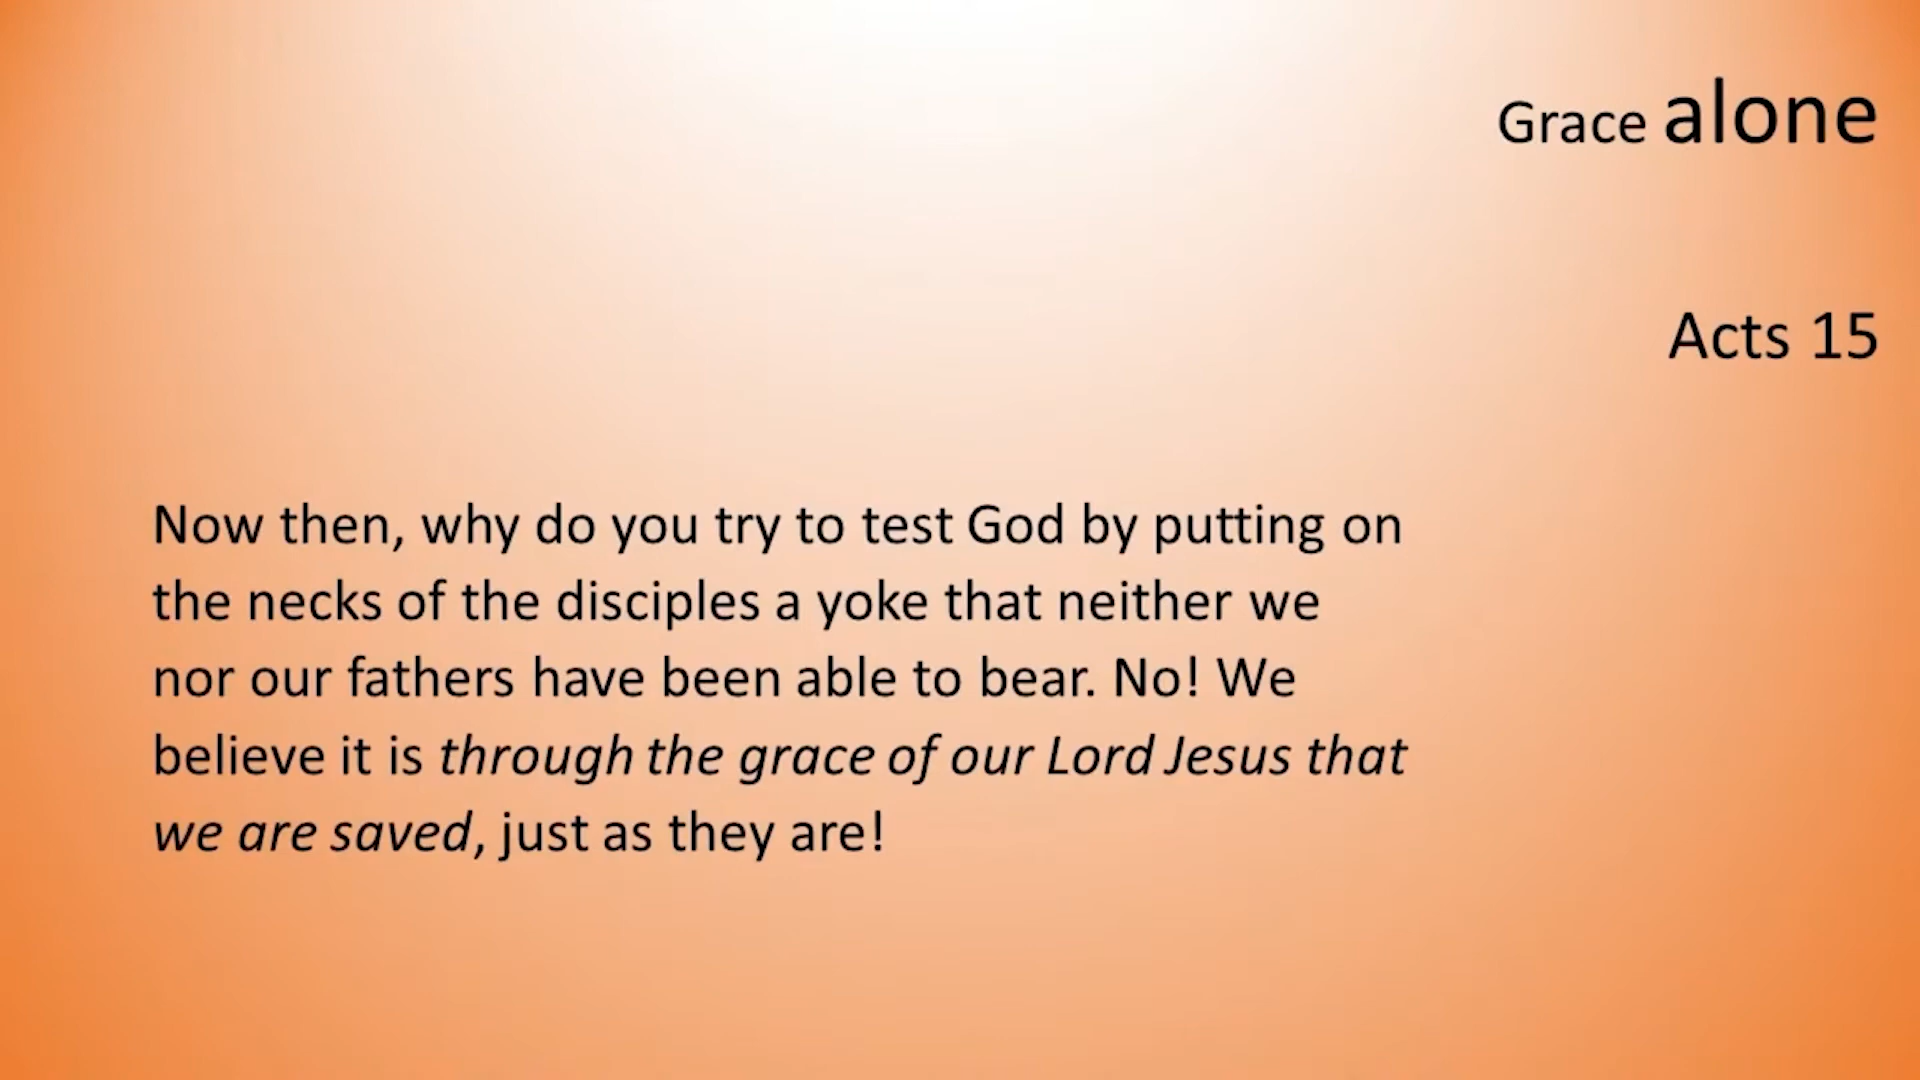 Grace alone
Acts 15
Now then, why do you try to test God by putting on
the necks of the disciples a yoke that neither we
nor our fathers have been able to bear. No! We
believe it is through the grace of our Lord Jesus that
we are saved, just as they are!